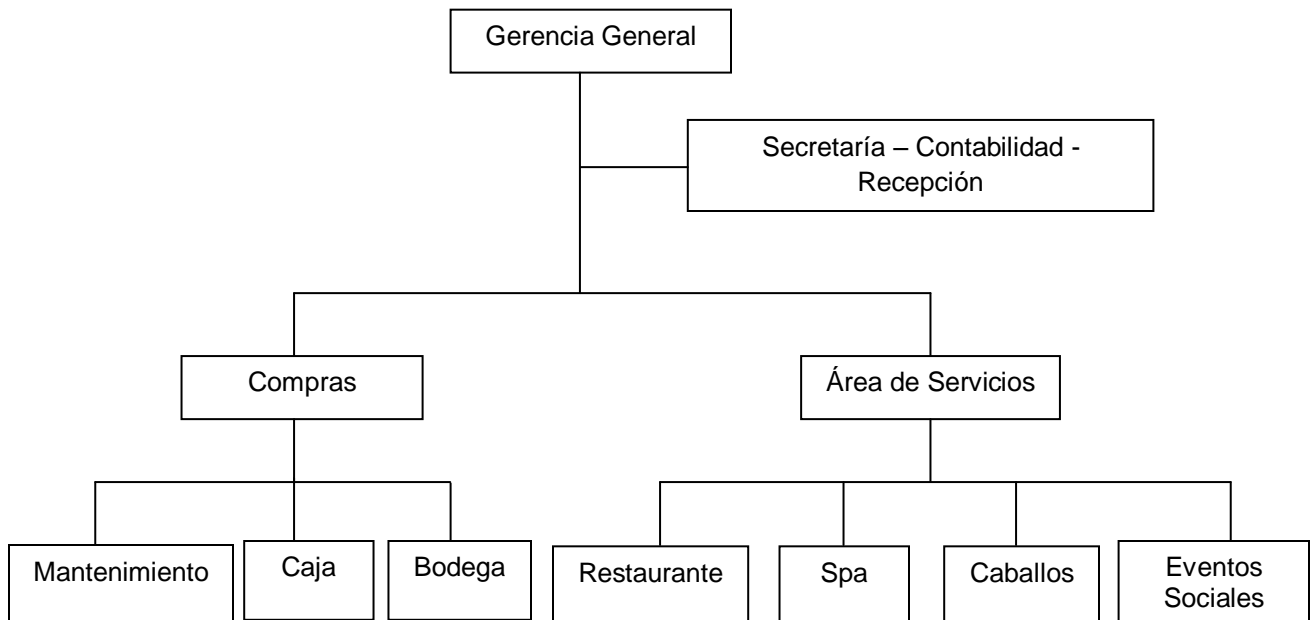 Gerencia General
Secretaría – Contabilidad -
Recepción
Compras
Área de Servicios
Mantenimiento
Caja
Bodega
Restaurante
Spa
Caballos
Eventos
Sociales